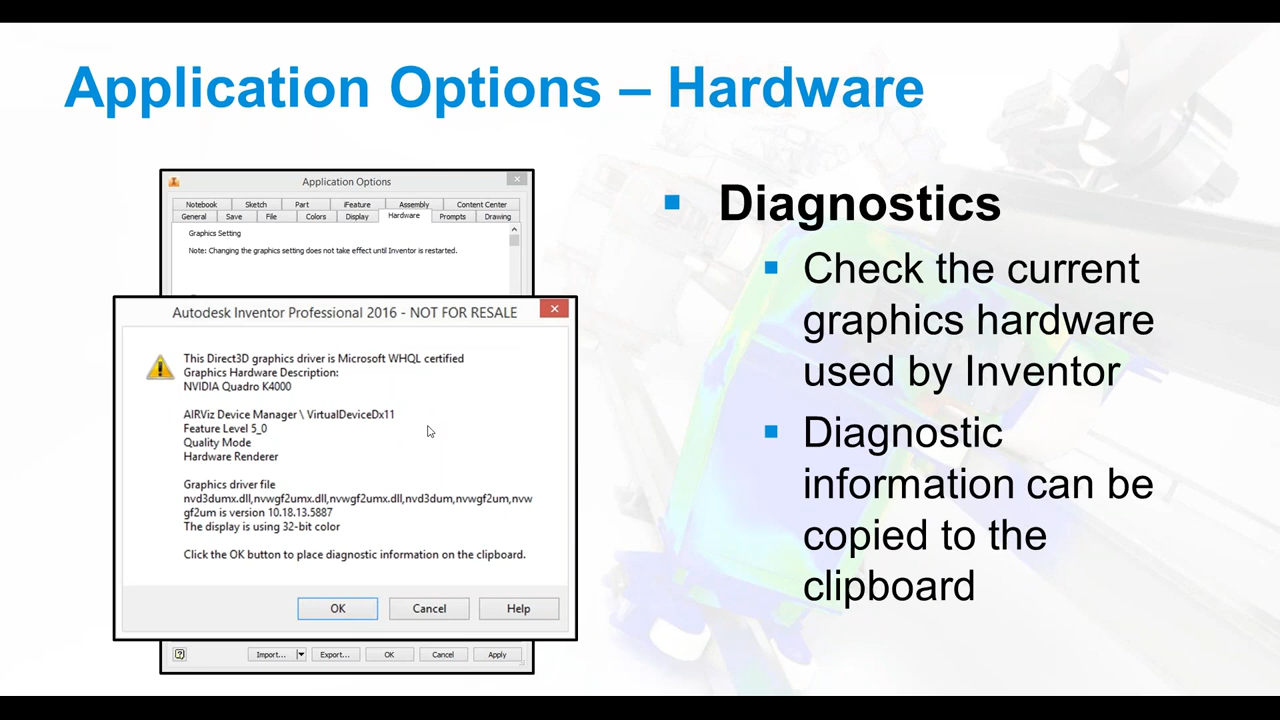 Application Options – Hardware
Application Options
Notebook Sketch Part iFeature Assembly Content Center
General Save File Colors Display Hardware Prompts Drawing
Graphics Setting
Note: Changing the graphics setting does not take effect until Inventor is restarted.
Autodesk Inventor Professional 2016 - NOT FOR RESALE
This Direct3D graphics driver is Microsoft WHQL certified
Graphics Hardware Description:
NVIDIA Quadro K4000
AIRViz Device Manager \ VirtualDeviceDx11
Feature Level 5_0
Quality Mode
Hardware Renderer
Graphics driver file
nvd3dumx.dll,nvwgf2umx.dll,nvwgf2umx.dll,nvd3dum,nvwgf2um,nvw
gf2um is version 10.18.13.5887
The display is using 32-bit color
Click the OK button to place diagnostic information on the clipboard.
OK Cancel Help
Import... Export... OK Cancel Apply
Diagnostics
Check the current
graphics hardware
used by Inventor
Diagnostic
information can be
copied to the
clipboard